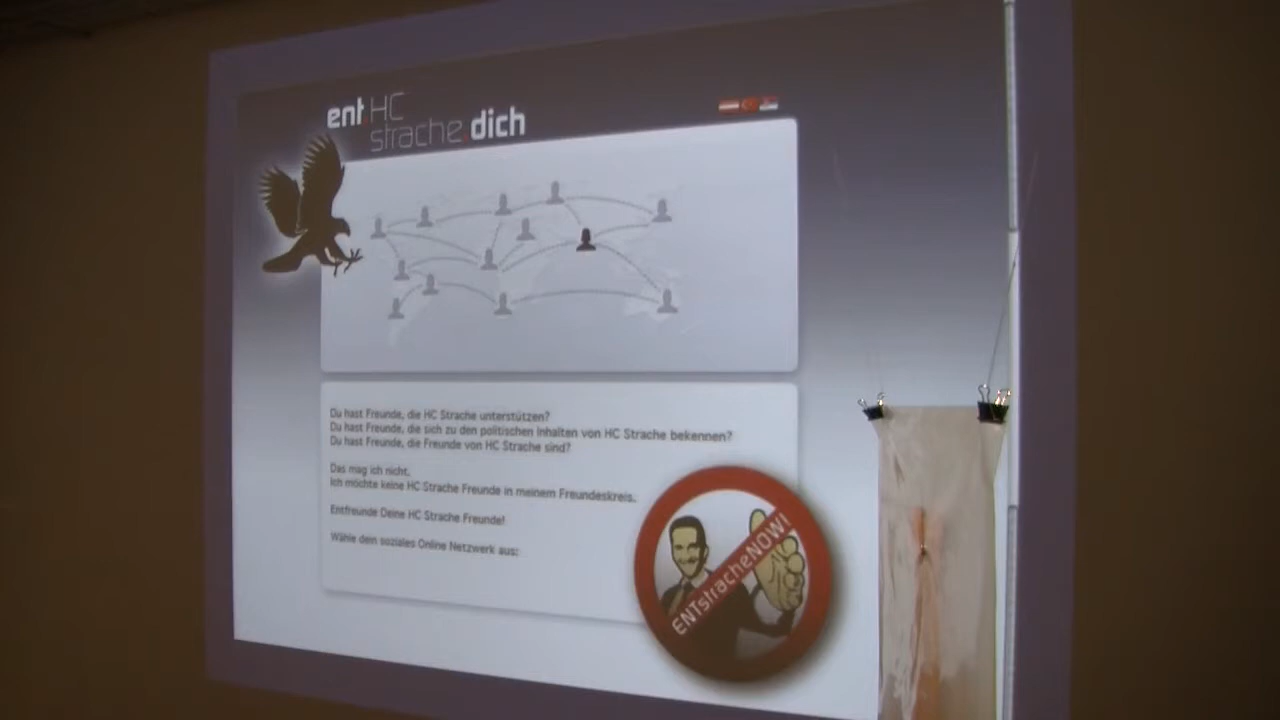 ent.HC
strache.dich
Du hast Freunde, die HC Strache unterstützen?
Du hast Freunde, die sich zu den politischen Inhalten von HC Strache bekennen?
Du hast Freunde, die Freunde von HC Strache sind?
Das mag ich nicht.
Ich möchte keine HC Strache Freunde in meinem Freundeskreis.
Entfreunde Deine HC Strache Freunde!
Wähle dein soziales Online Netzwerk aus:
ENTstracheNOW!